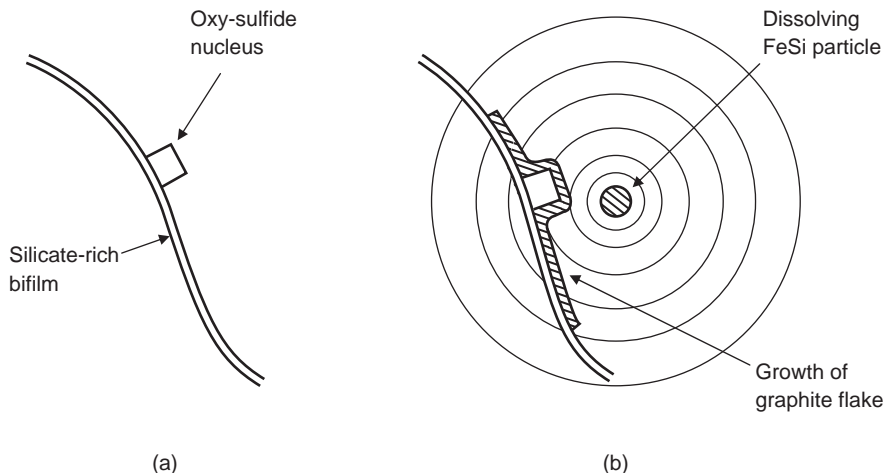 Oxy-sulfide
nucleus
Silicate-rich
bifilm
(a)
Dissolving
FeSi particle
Growth of
graphite flake
(b)